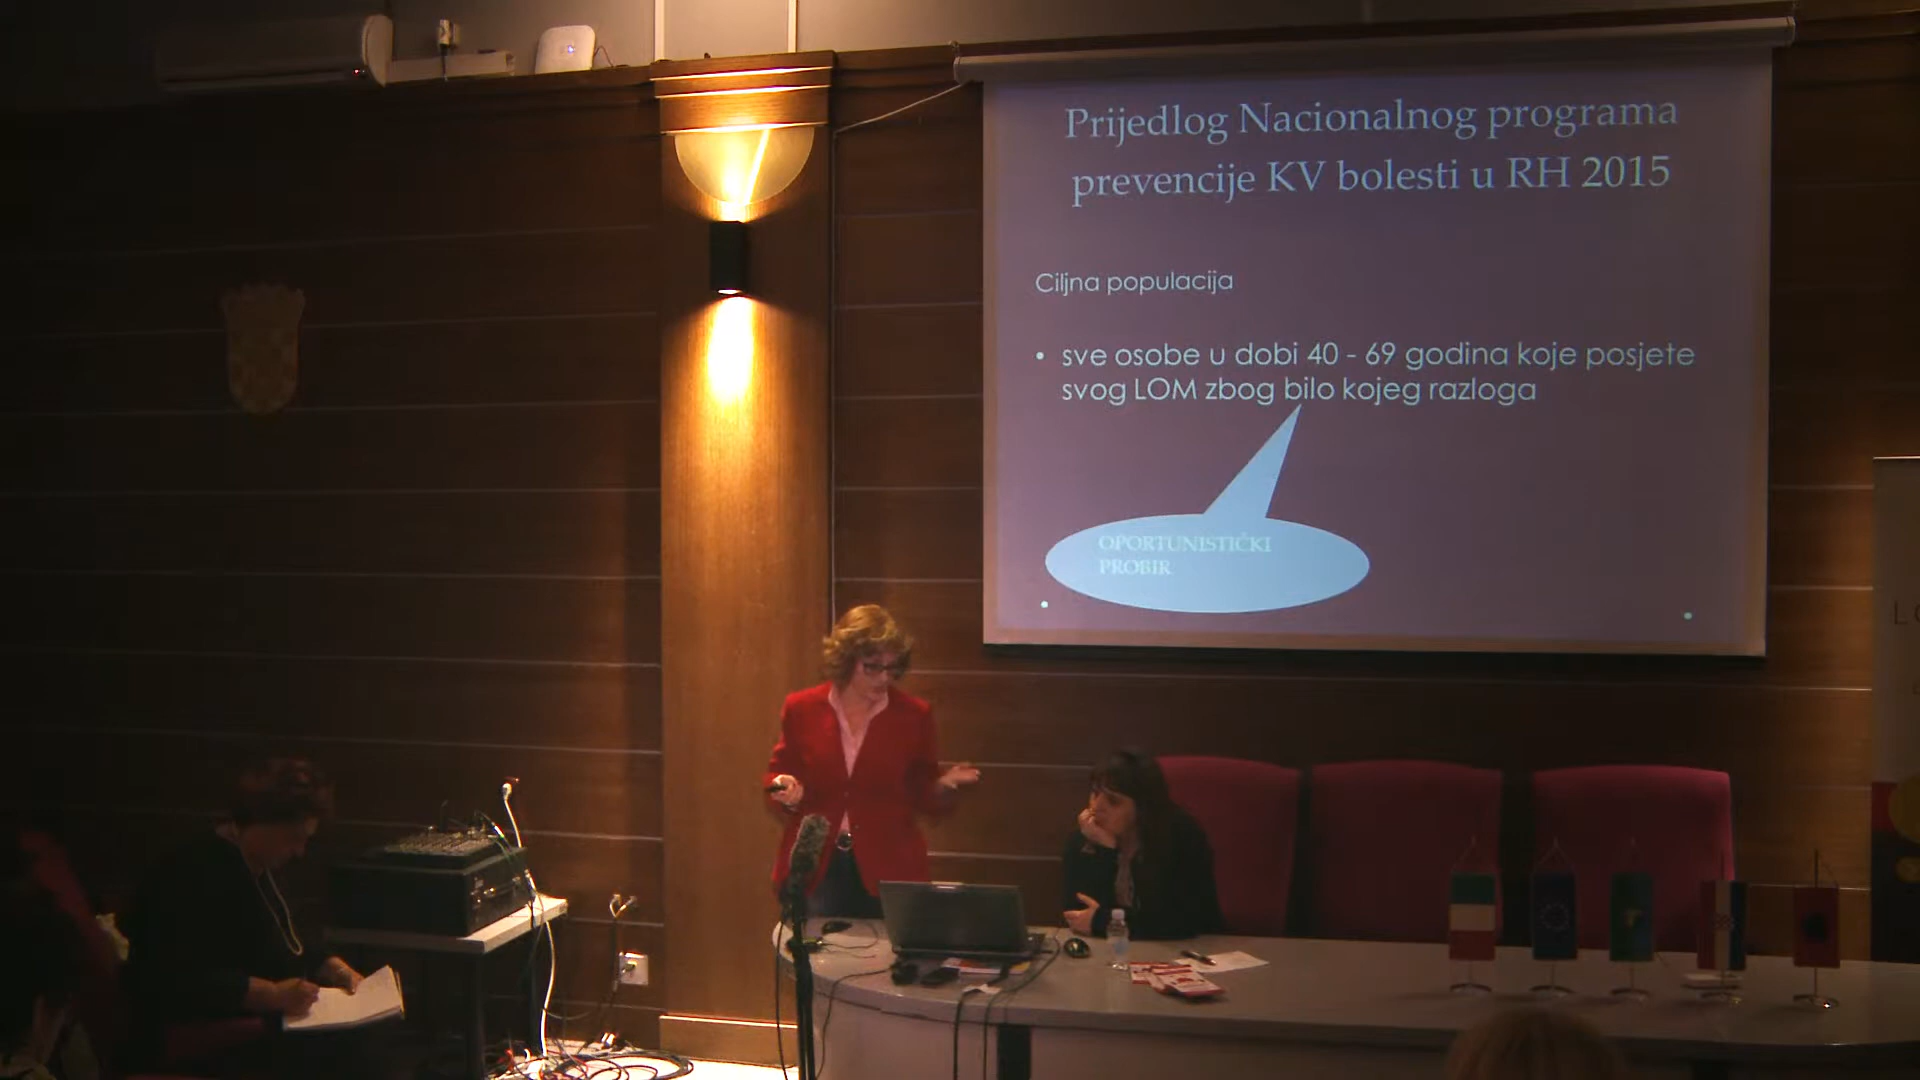 Prijedlog Nacionalnog programa
prevencije KV bolesti u RH 2015
Ciljna populacija
• sve osobe u dobi 40 - 69 godina koje posjete
svog LOM zbog bilo kojeg razloga
OPORTUNISTIČKI
PROBIR